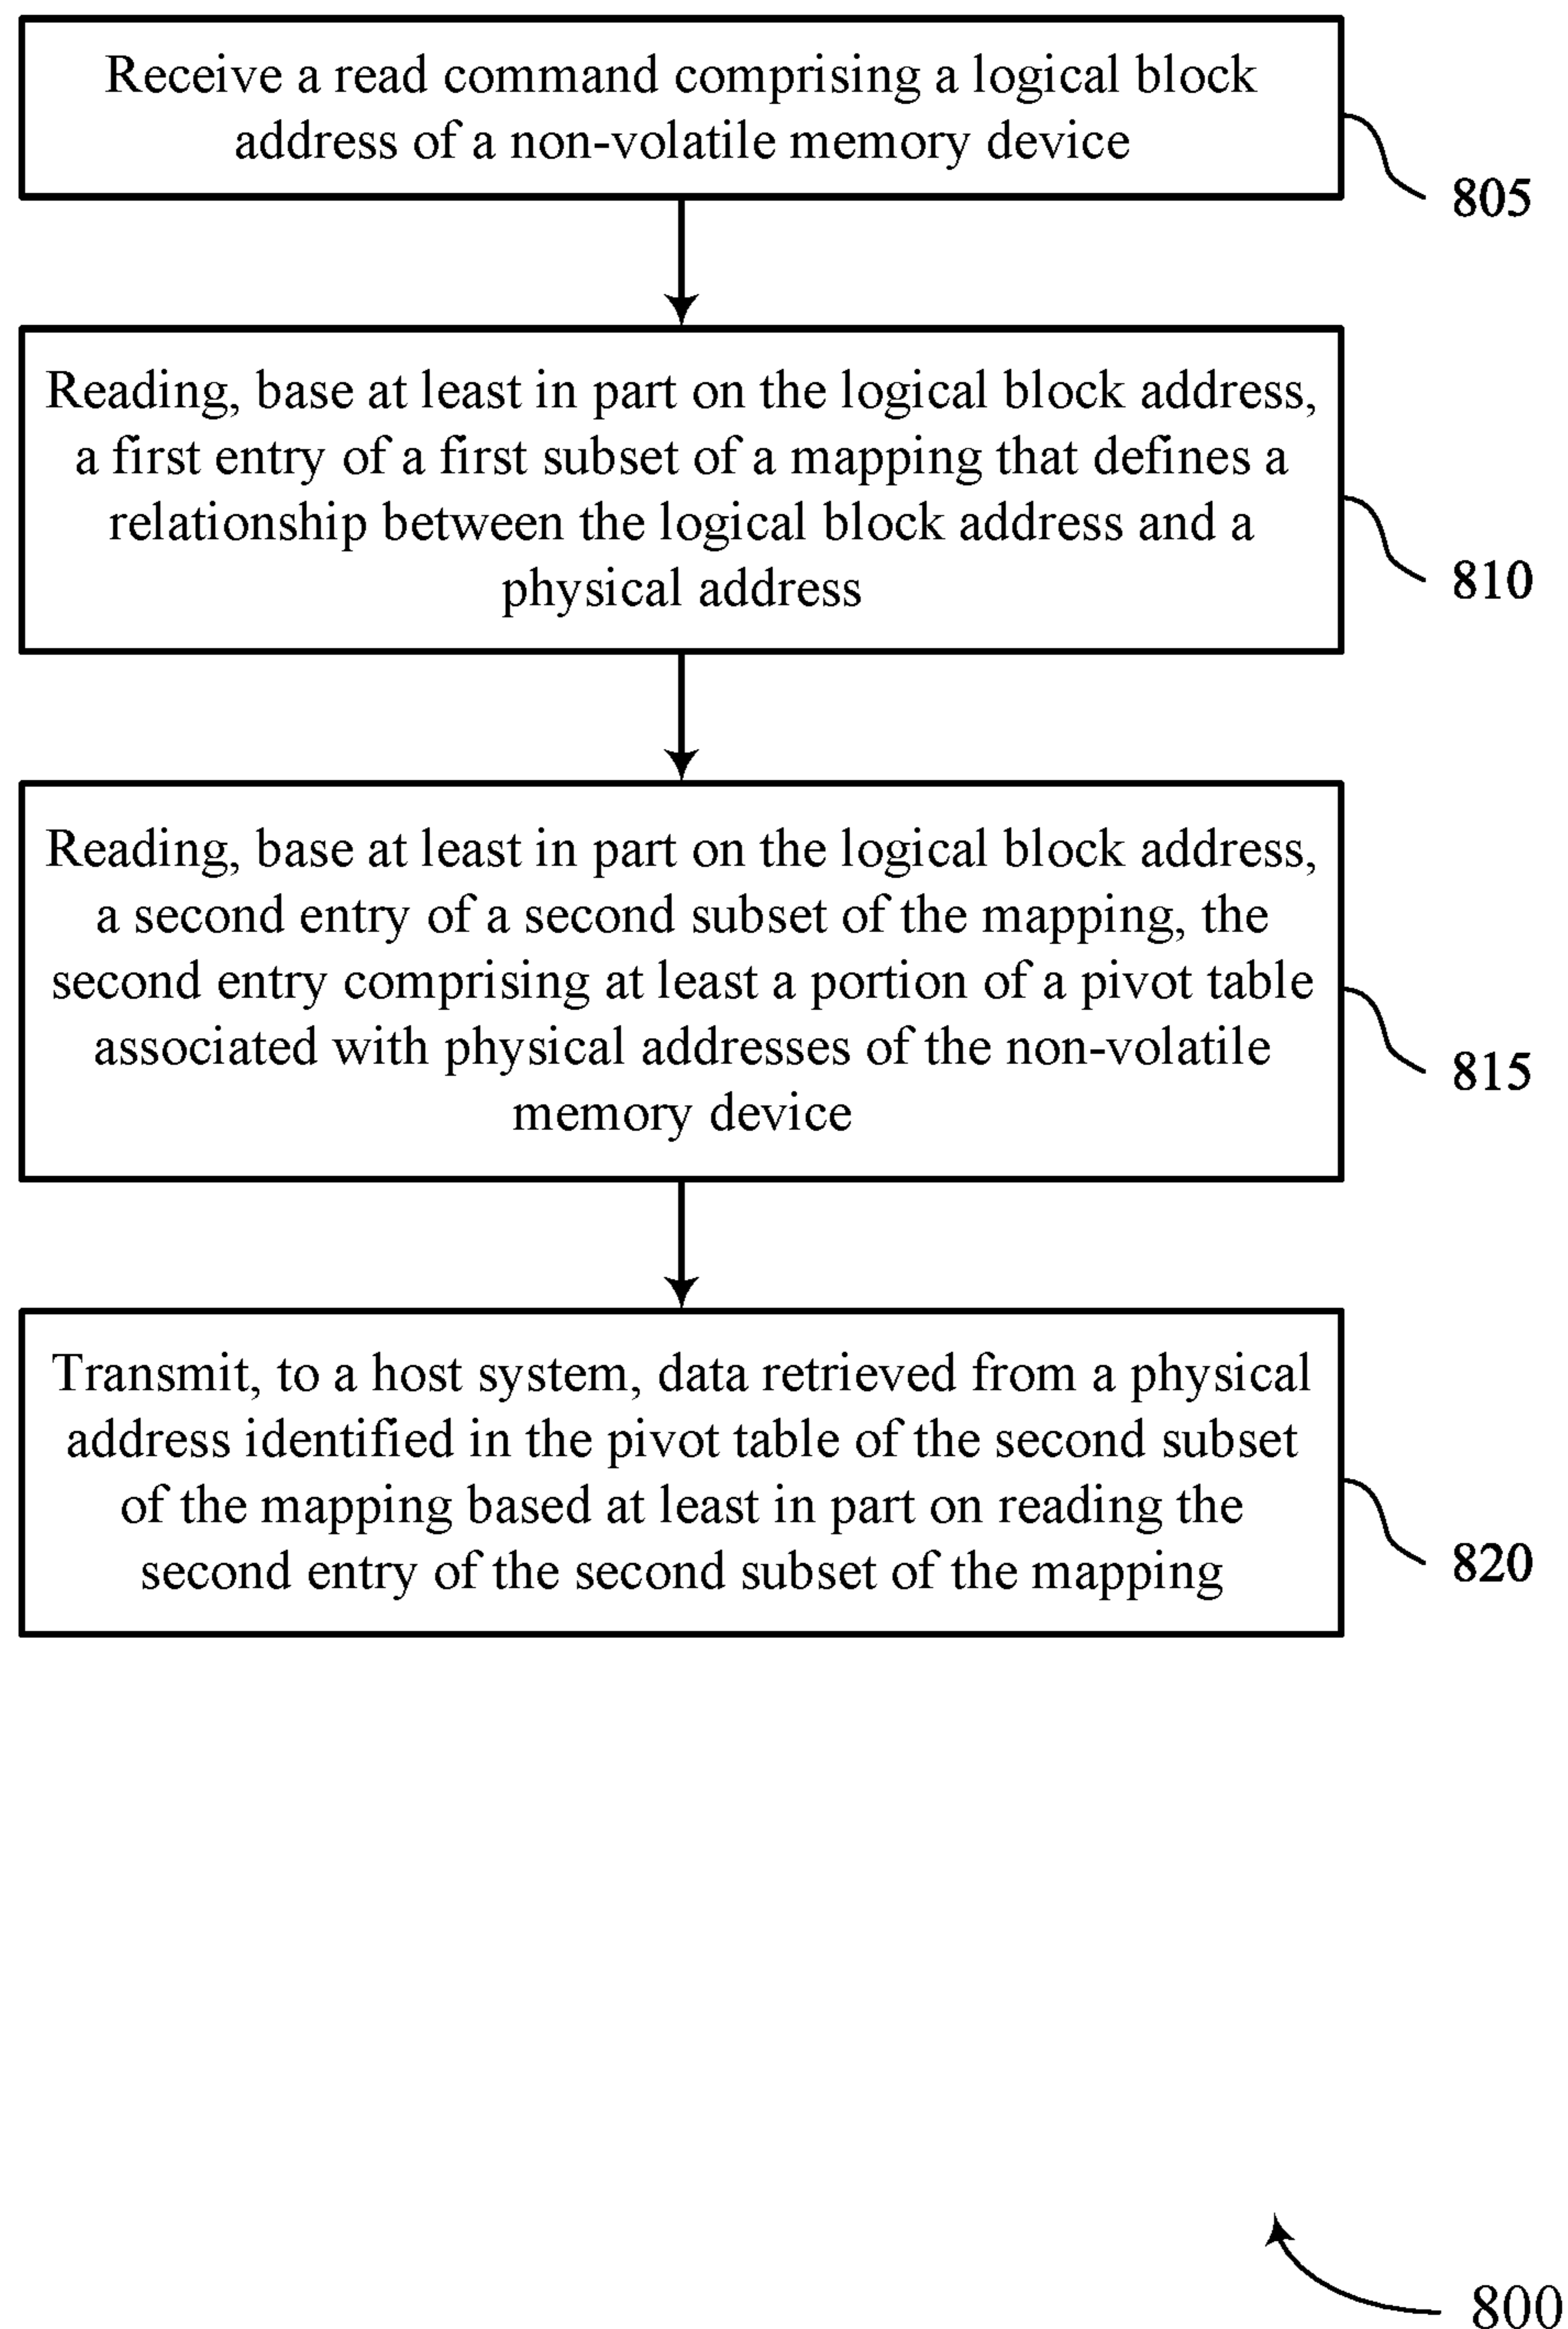 Receive a read command comprising a logical block
address of a non-volatile memory device
805
Reading, base at least in part on the logical block address,
a first entry of a first subset of a mapping that defines a
relationship between the logical block address and a
physical address
810
Reading, base at least in part on the logical block address,
a second entry of a second subset of the mapping, the
second entry comprising at least a portion of a pivot table
associated with physical addresses of the non-volatile
memory device
815
Transmit, to a host system, data retrieved from a physical
address identified in the pivot table of the second subset
of the mapping based at least in part on reading the
second entry of the second subset of the mapping
820
800